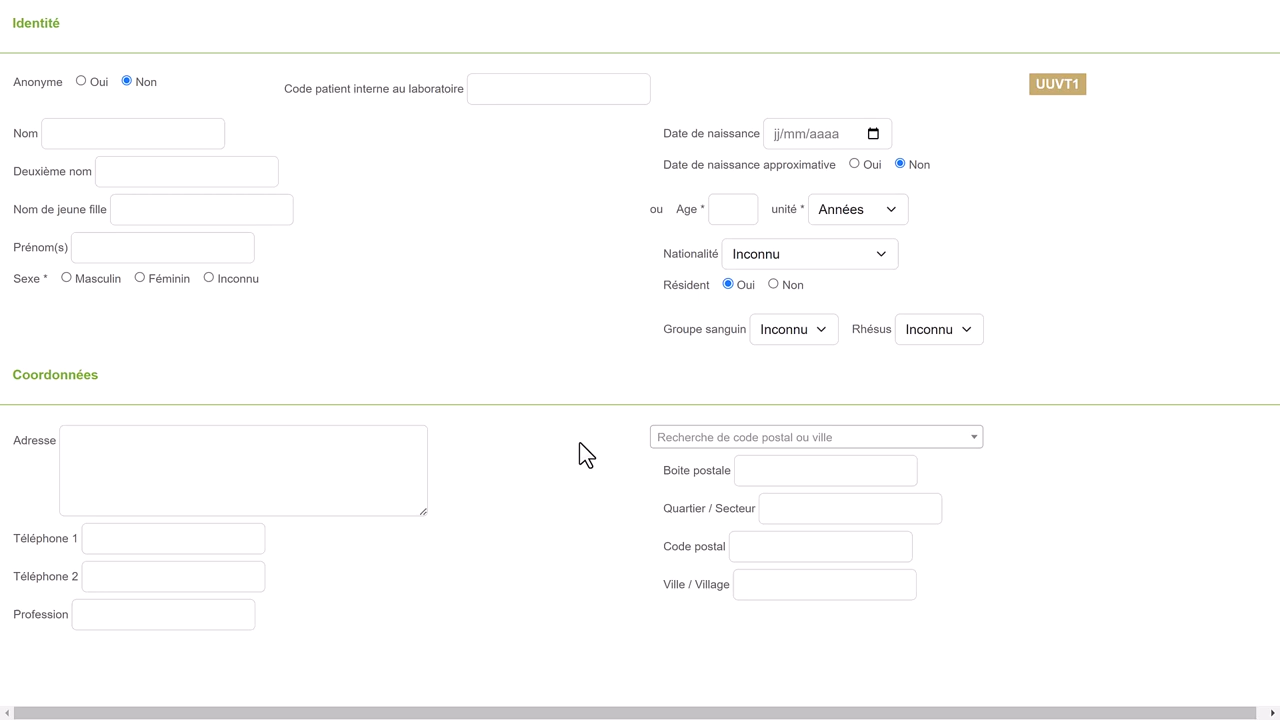 Identité
Anonyme Oui Non Code patient interne au laboratoire UUVT1
Nom Date de naissance jj/mm/aaaa
Date de naissance approximative Oui Non
Deuxième nom
Nom de jeune fille ou Age * unité * Années
Prénom(s) Nationalité Inconnu
Sexe * Masculin Féminin Inconnu Résident Oui Non
Groupe sanguin Inconnu Rhésus Inconnu
Coordonnées
Adresse Recherche de code postal ou ville
Boite postale
Quartier / Secteur
Téléphone 1 Code postal
Téléphone 2 Ville / Village
Profession